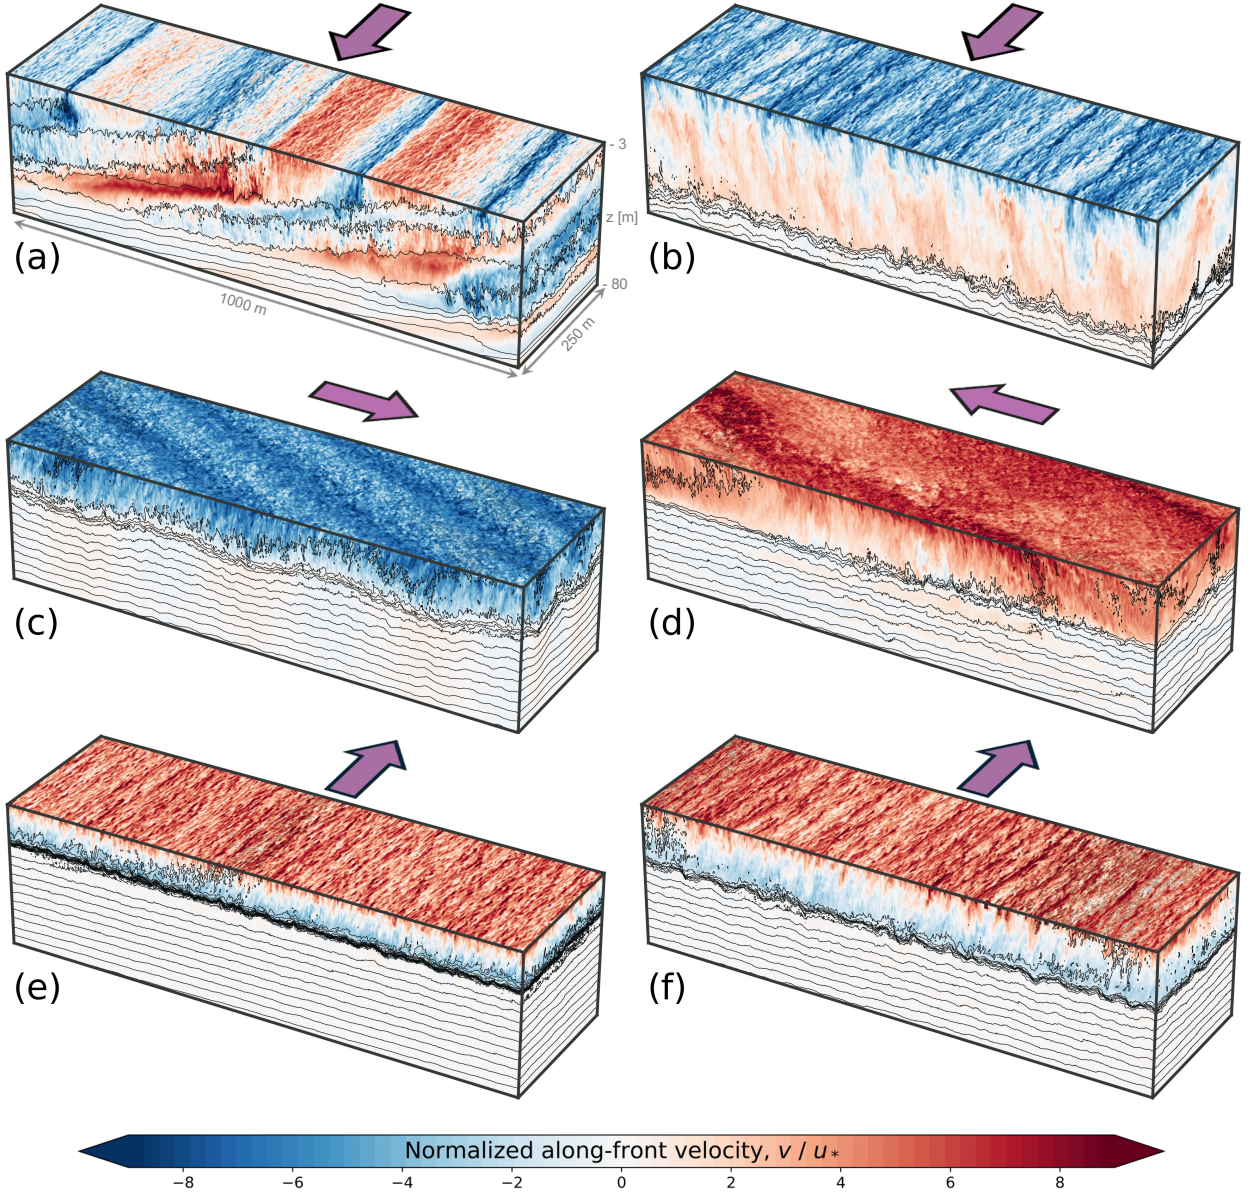 - 3
z [m]
(a)
(b)
- 80
1000 m
250 m
(c)
(d)
(e)
(f)
Normalized along-front velocity, v / u*
−8 −6 −4 −2 0 2 4 6 8